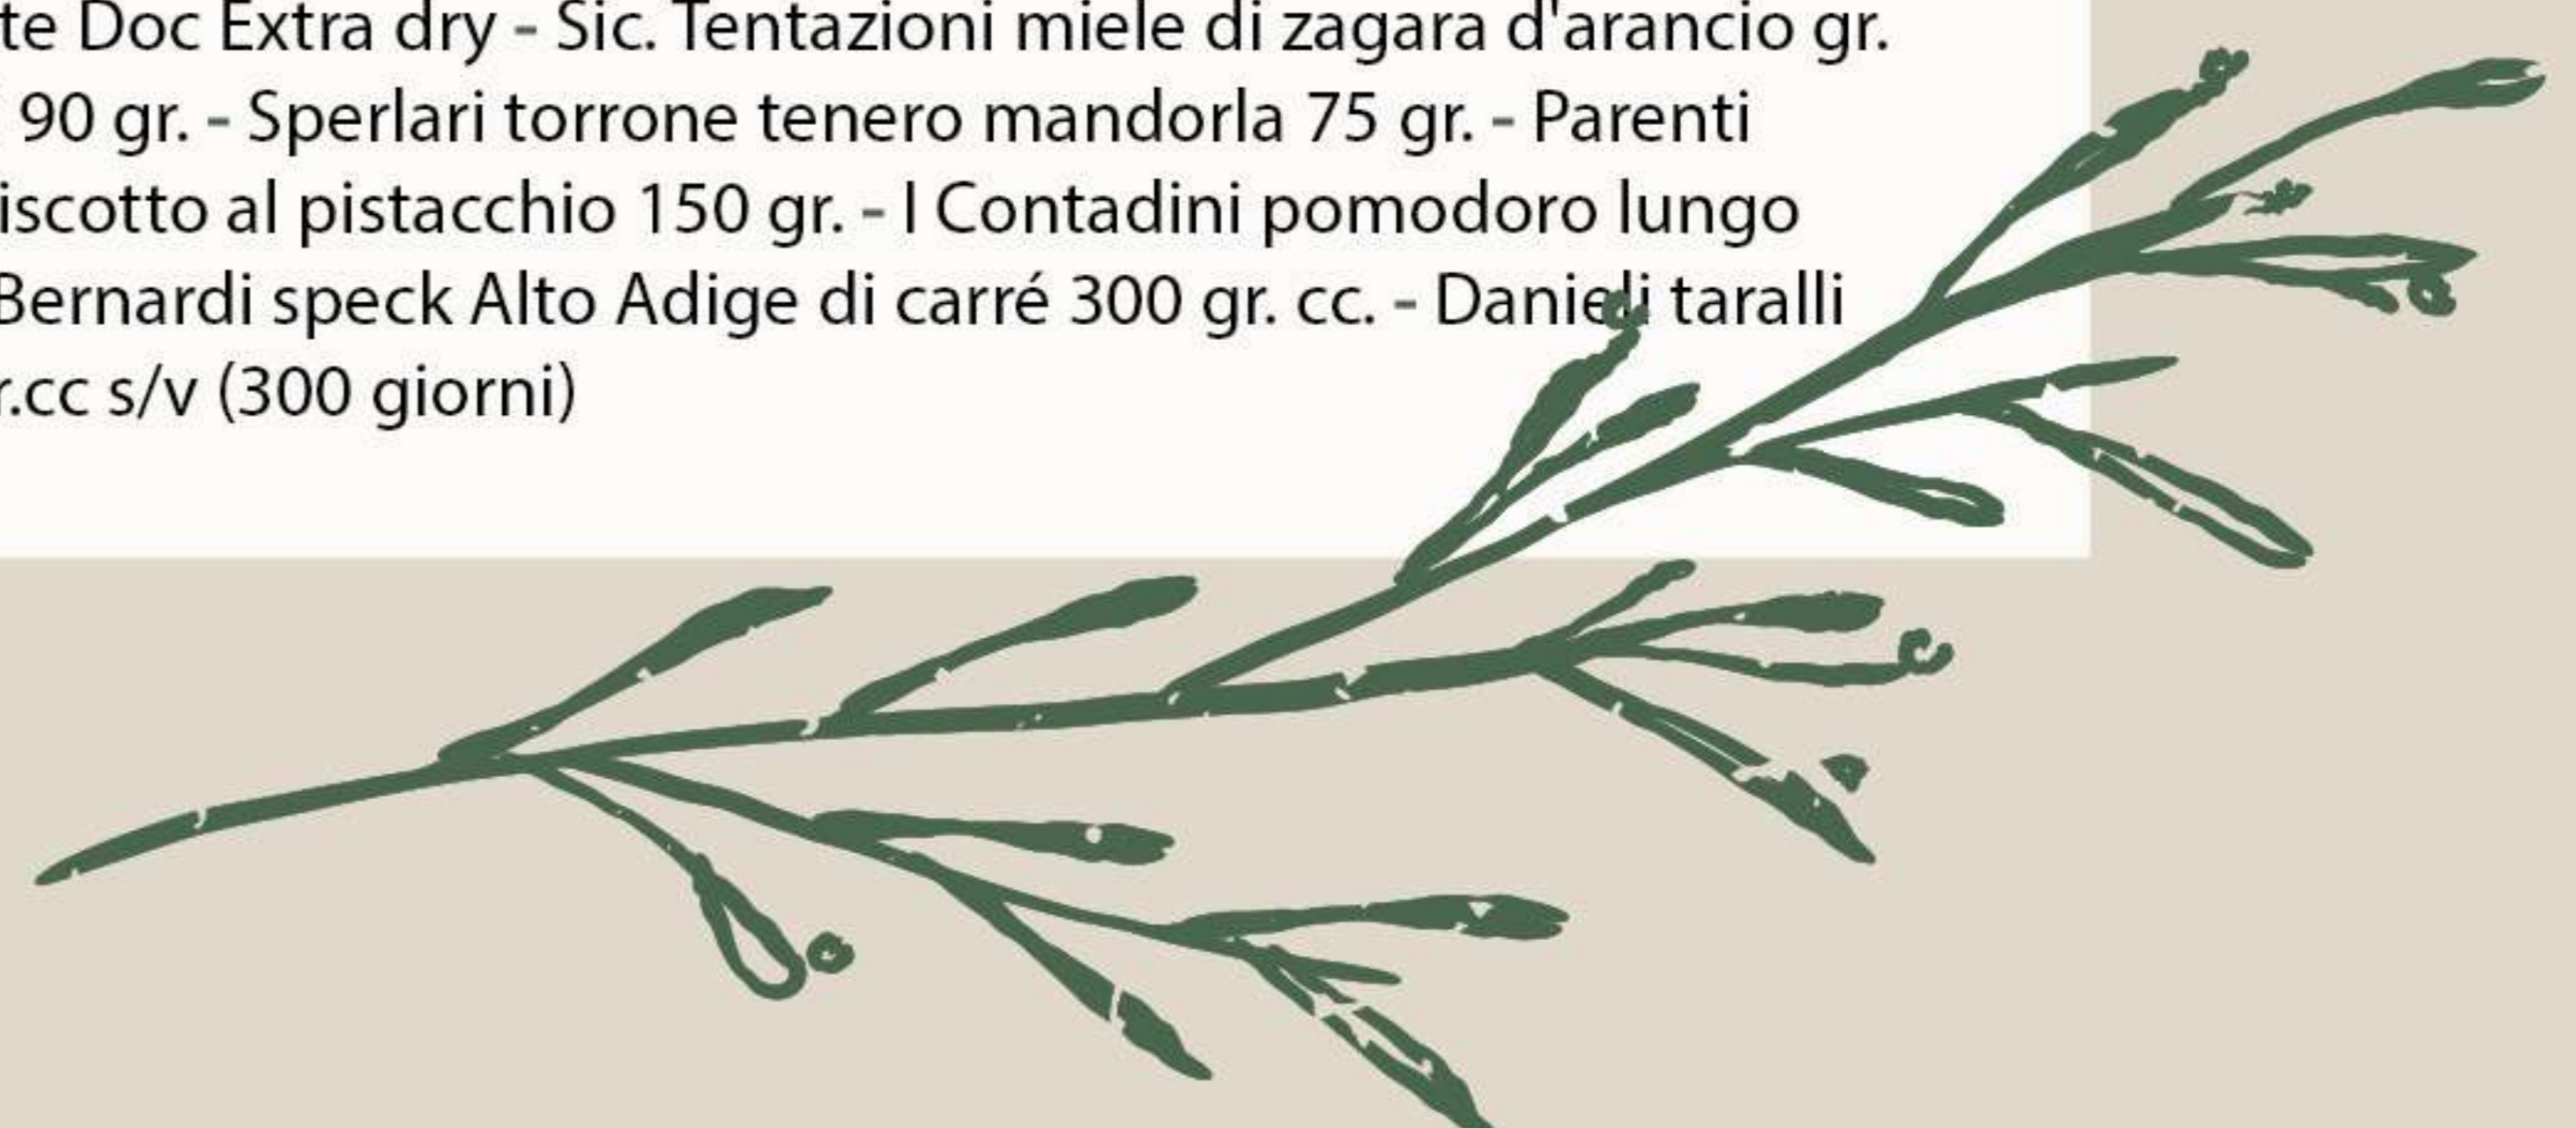 te Doc Extra dry - Sic. Tentazioni miele di zagara d'arancio gr.
90 gr. - Sperlari torrone tenero mandorla 75 gr. - Parenti
iscotto al pistacchio 150 gr. - I Contadini pomodoro lungo
Bernardi speck Alto Adige di carré 300 gr. cc. - Danieli taralli
r.cc s/v (300 giorni)